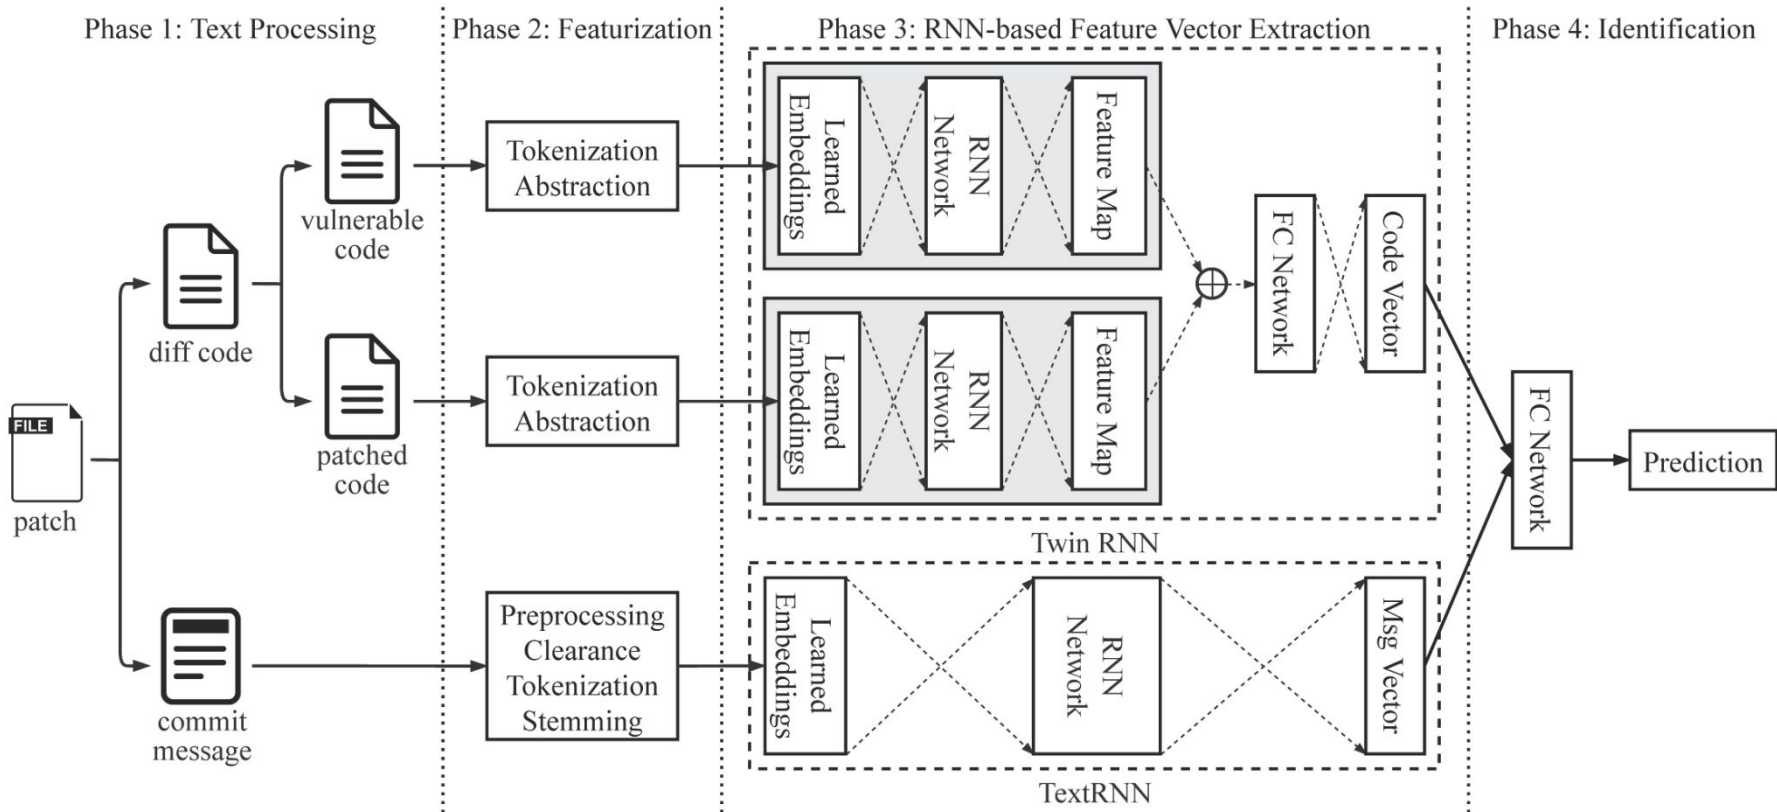 Phase 1: Text Processing
Phase 2: Featurization
Phase 3: RNN-based Feature Vector Extraction
Phase 4: Identification
vulnerable
code
Tokenization
Abstraction
Learned
Embeddings
RNN
Network
Feature Map
diff code
FC Network
Code Vector
patched
code
Tokenization
Abstraction
Learned
Embeddings
RNN
Network
Feature Map
Twin RNN
FILE
patch
FC Network
Prediction
commit
message
Preprocessing
Clearance
Tokenization
Stemming
Learned
Embeddings
RNN
Network
Msg Vector
TextRNN